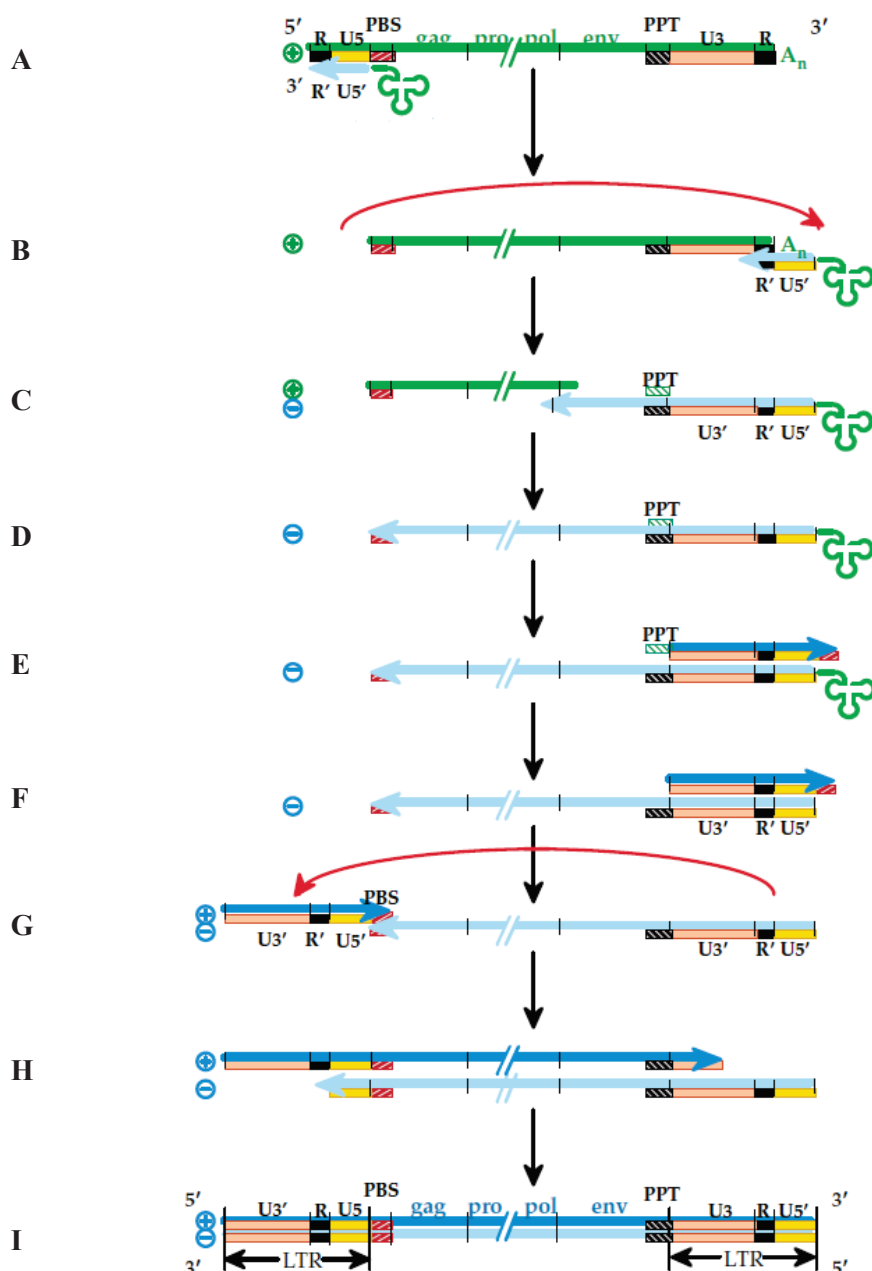 5′ R U5 PBS gag pro pol env PPT U3 R 3′
A ⊕ Aₙ
3′ R′ U5′
B ⊕ Aₙ
R′ U5′
PPT
C ⊕
⊖
U3′ R′ U5′
PPT
D ⊖
PPT
E ⊖
F ⊖
U3′ R′ U5′
PBS
G ⊕
⊖
U3′ R′ U5′ U3′ R′ U5′
H ⊕
⊖
5′ U3′ R U5 PBS gag pro pol env PPT U3 R U5′ 3′
I ⊕
⊖
3′ LTR LTR 5′